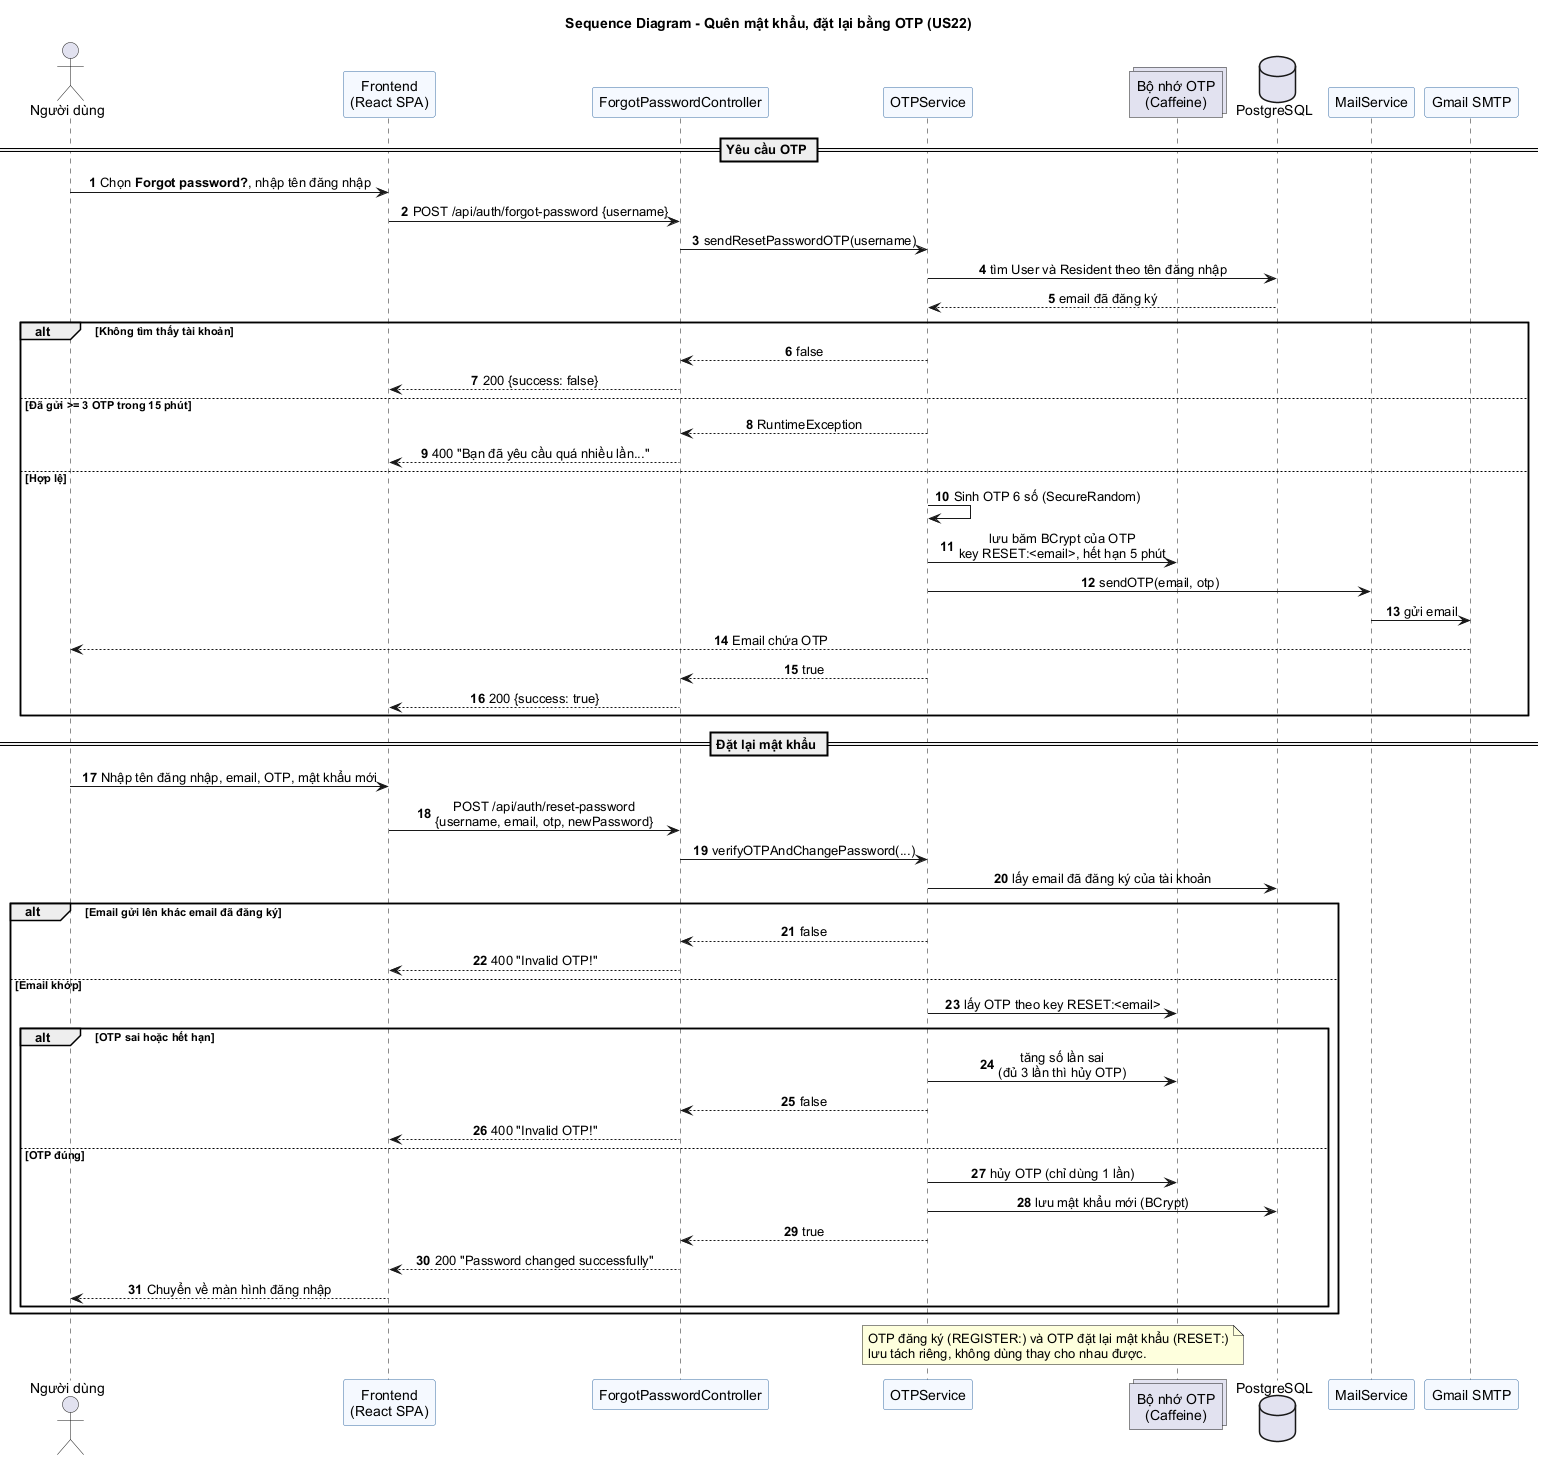 Sequence Diagram - Quên mật khẩu, đặt lại bằng OTP (US22)
Người dùng
Frontend
(React SPA)
ForgotPasswordController
OTPService
Bộ nhớ OTP
(Caffeine)
PostgreSQL
MailService
Gmail SMTP
Yêu cầu OTP
1 Chọn Forgot password?, nhập tên đăng nhập
2 POST /api/auth/forgot-password {username}
3 sendResetPasswordOTP(username)
4 tìm User và Resident theo tên đăng nhập
5 email đã đăng ký
alt [Không tìm thấy tài khoản]
6 false
7 200 {success: false}
[Đã gửi >= 3 OTP trong 15 phút]
8 RuntimeException
9 400 "Bạn đã yêu cầu quá nhiều lần..."
[Hợp lệ]
10 Sinh OTP 6 số (SecureRandom)
11 lưu băm BCrypt của OTP
key RESET:<email>, hết hạn 5 phút
12 sendOTP(email, otp)
13 gửi email
14 Email chứa OTP
15 true
16 200 {success: true}
Đặt lại mật khẩu
17 Nhập tên đăng nhập, email, OTP, mật khẩu mới
18 POST /api/auth/reset-password
{username, email, otp, newPassword}
19 verifyOTPAndChangePassword(...)
20 lấy email đã đăng ký của tài khoản
alt [Email gửi lên khác email đã đăng ký]
21 false
22 400 "Invalid OTP!"
[Email khớp]
23 lấy OTP theo key RESET:<email>
alt [OTP sai hoặc hết hạn]
24 tăng số lần sai
(đủ 3 lần thì hủy OTP)
25 false
26 400 "Invalid OTP!"
[OTP đúng]
27 hủy OTP (chỉ dùng 1 lần)
28 lưu mật khẩu mới (BCrypt)
29 true
30 200 "Password changed successfully"
31 Chuyển về màn hình đăng nhập
OTP đăng ký (REGISTER:) và OTP đặt lại mật khẩu (RESET:)
lưu tách riêng, không dùng thay cho nhau được.
Người dùng
Frontend
(React SPA)
ForgotPasswordController
OTPService
Bộ nhớ OTP
(Caffeine)
PostgreSQL
MailService
Gmail SMTP